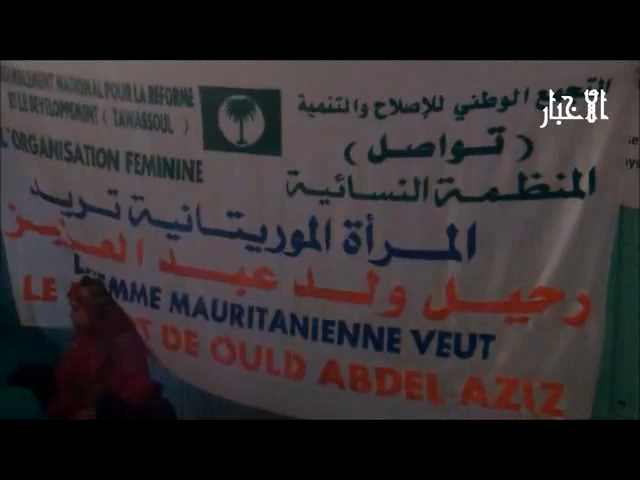 الأخبار
التجمع الوطني للإصلاح والتنمية
( تواصل )
المنظمة النسائية
NATIONAL POUR LA REFORME
ET LE DEVELOPPEMENT ( TAWASSOUL )
L'ORGANISATION FEMININE
المرأة الموريتانية تريد
رحيل ولد عبد العزيز
MAURITANIENNE VEUT
LE DE OULD ABDEL AZIZ